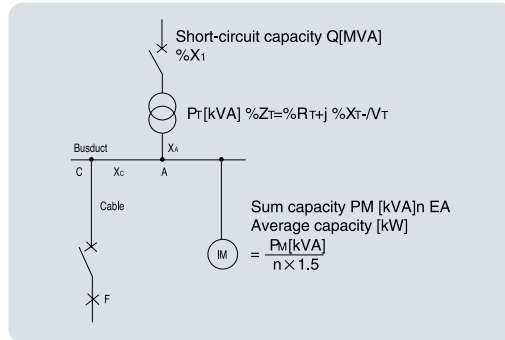 Short-circuit capacity Q[MVA]
%X1
PT[kVA] %ZT=%RT+j %XT-/VT
Busduct
XA
C
XC
A
Cable
Sum capacity PM [kVA]n EA
Average capacity [kW]
IM
= PM[kVA]
n×1.5
F